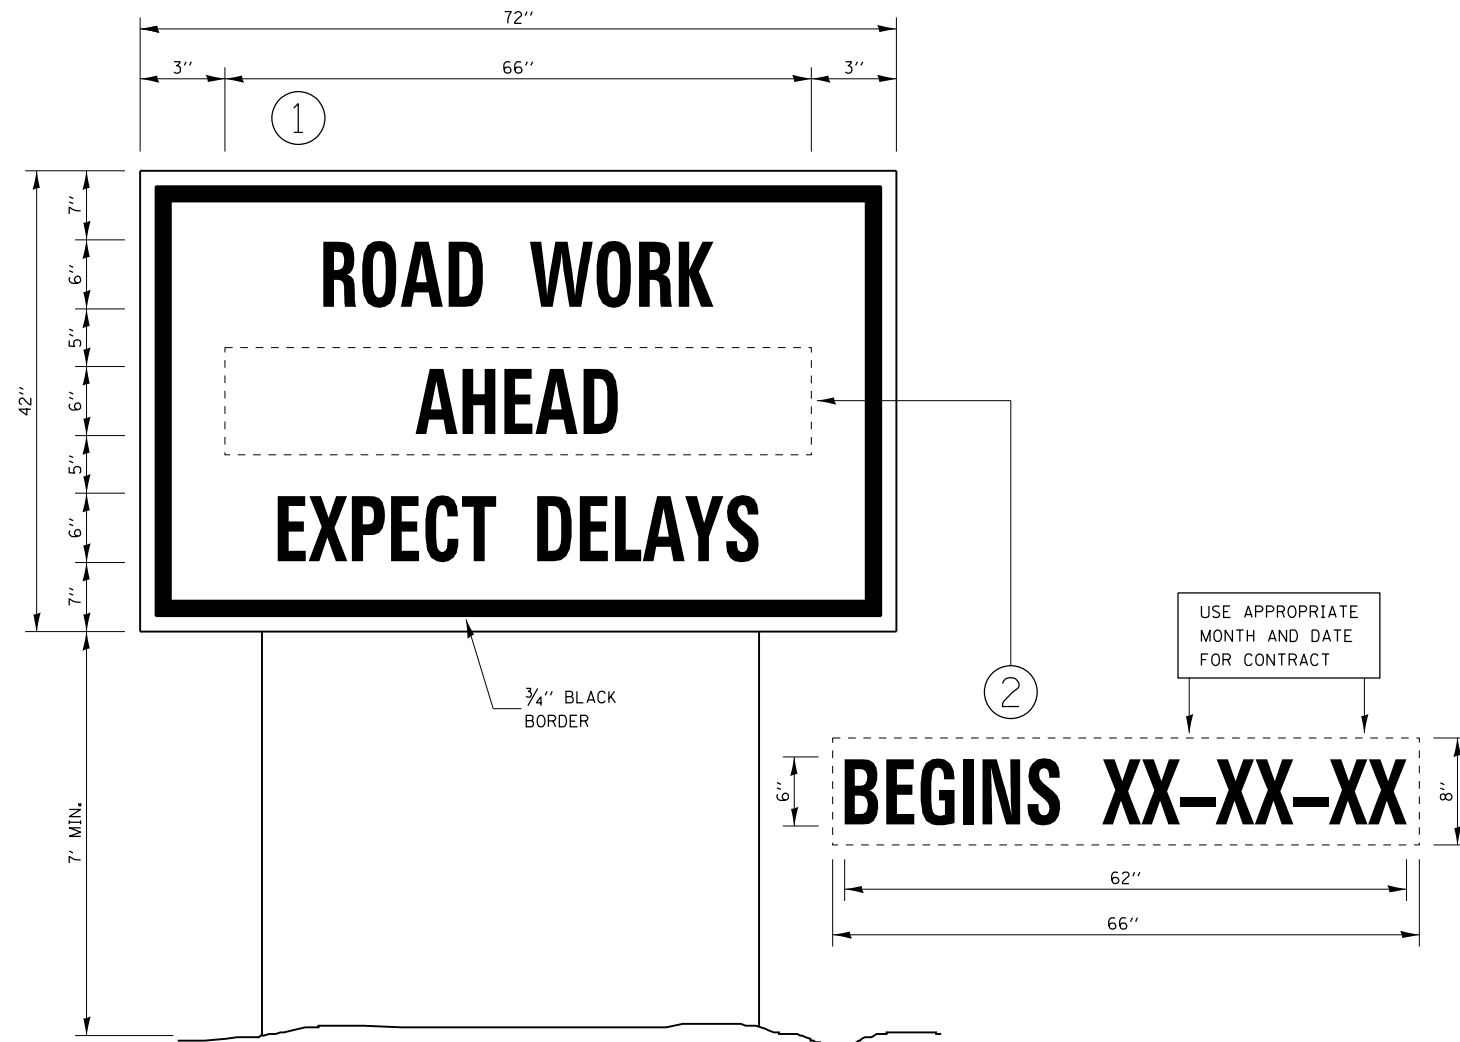 72''
3'' 66'' 3''
1
42''
7''
6''
5''
6''
5''
6''
7''
7' MIN.
ROAD WORK
AHEAD
EXPECT DELAYS
3/4'' BLACK
BORDER
2
USE APPROPRIATE
MONTH AND DATE
FOR CONTRACT
6''
BEGINS XX-XX-XX
8''
62''
66''